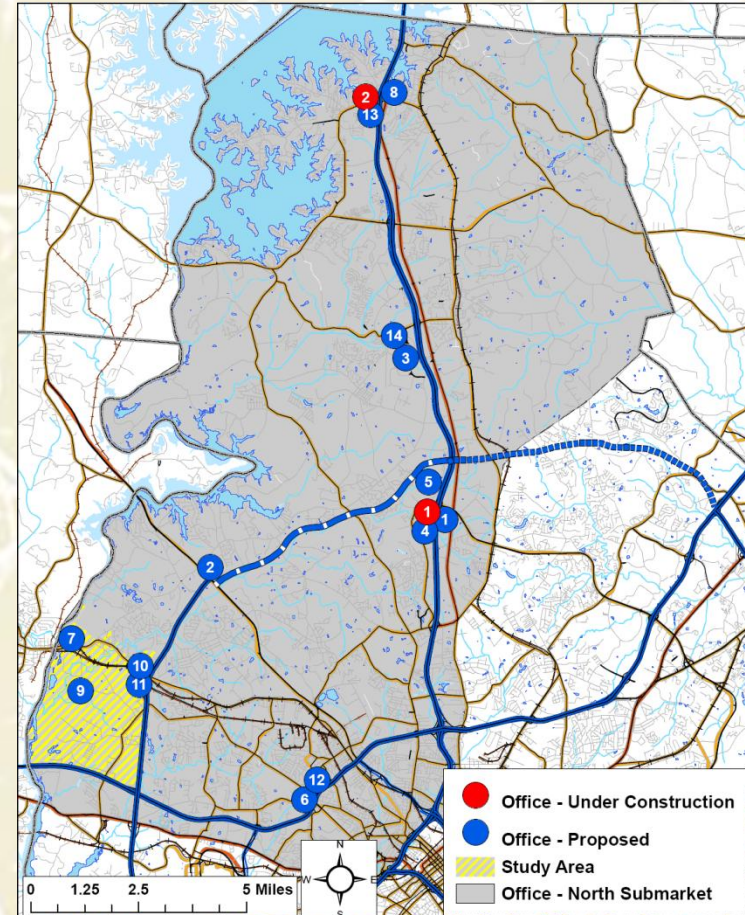 2
8
13
14
3
5
1
1
4
2
7
10
9
11
12
6
Office - Under Construction
Office - Proposed
Study Area
Office - North Submarket
N
W E
S
0 1.25 2.5 5 Miles